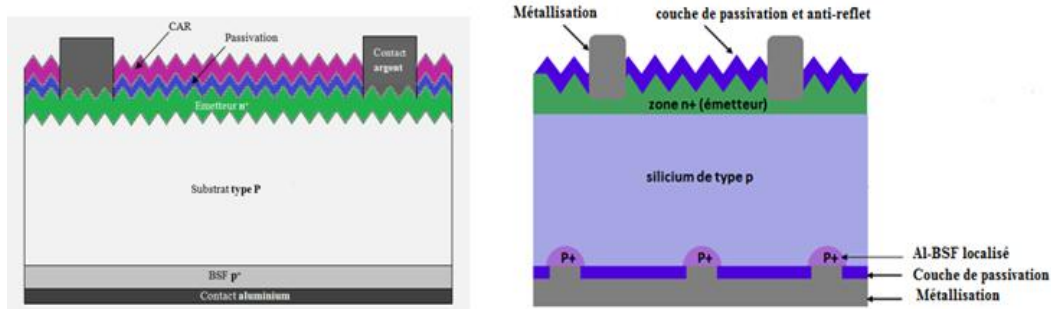 CAR
Passivation
Contact
argent
Emetteur n⁺
Substrat type P
BSF p⁺
Contact aluminium
Métallisation
couche de passivation et anti-reflet
zone n+ (émetteur)
silicium de type p
P+
P+
P+
Al-BSF localisé
Couche de passivation
Métallisation